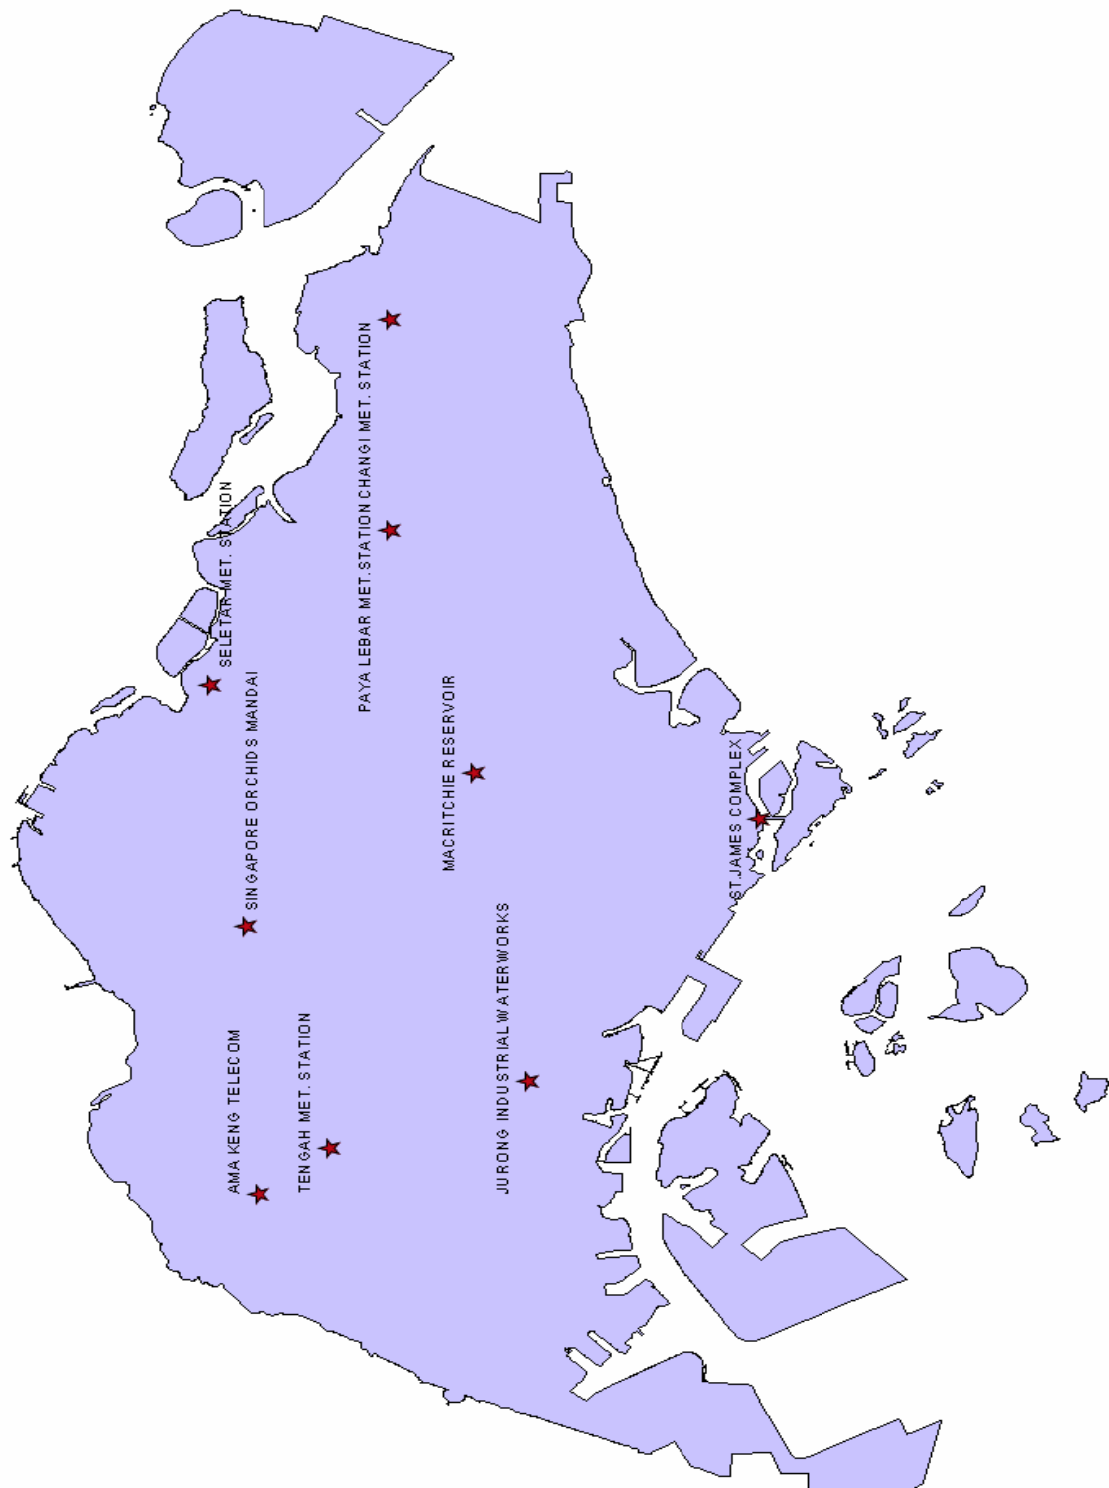 AMA KENG TELECOM
SELETAR MET. STATION
SINGAPORE ORCHIDS MANDAI
TENGAH MET. STATION
PAYA LEBAR MET.STATION
CHANGI MET. STATION
MACRITCHIE RESERVOIR
JURONG INDUSTRIAL WATERWORKS
ST.JAMES COMPLEX